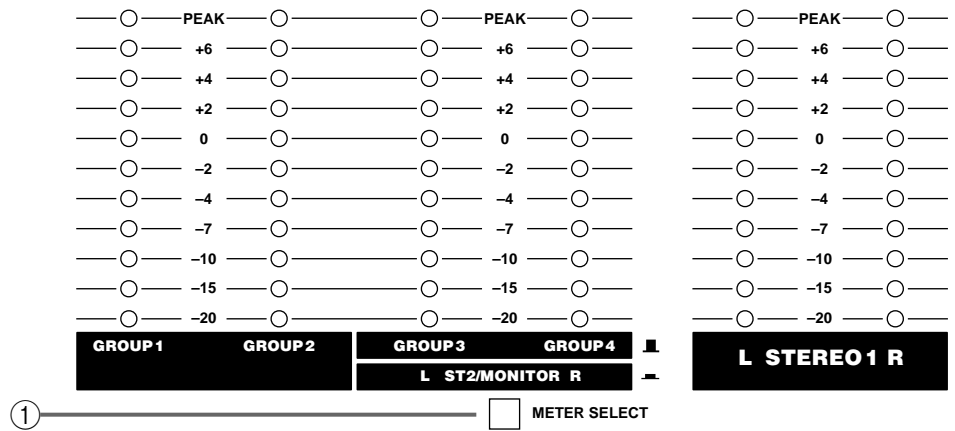 PEAK PEAK PEAK
+6 +6 +6
+4 +4 +4
+2 +2 +2
0 0 0
–2 –2 –2
–4 –4 –4
–7 –7 –7
–10 –10 –10
–15 –15 –15
–20 –20 –20
GROUP1 GROUP2 GROUP3 GROUP4
L STEREO1 R
L ST2/MONITOR R
1 METER SELECT